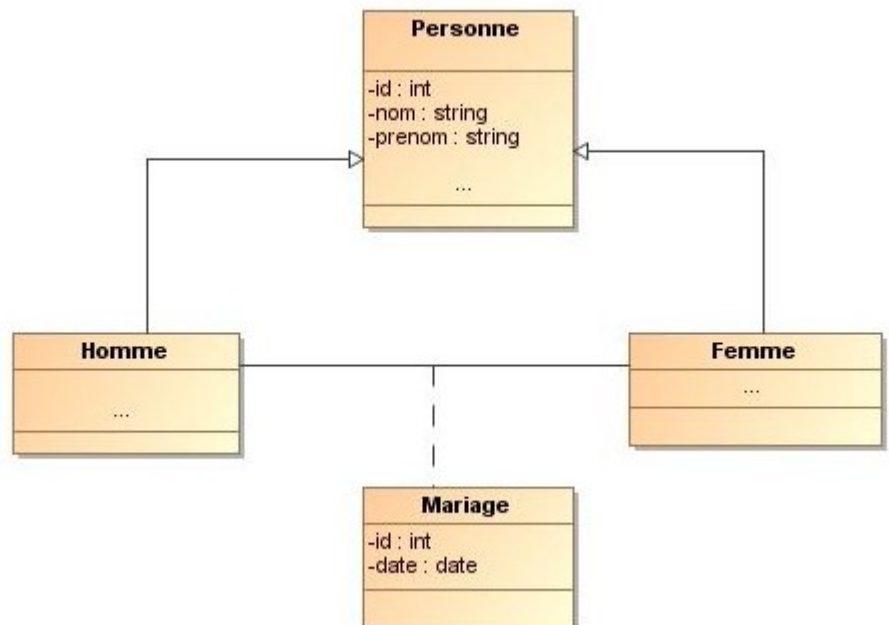 Personne
-id : int
-nom : string
-prenom : string
...
Homme
...
Femme
...
Mariage
-id : int
-date : date